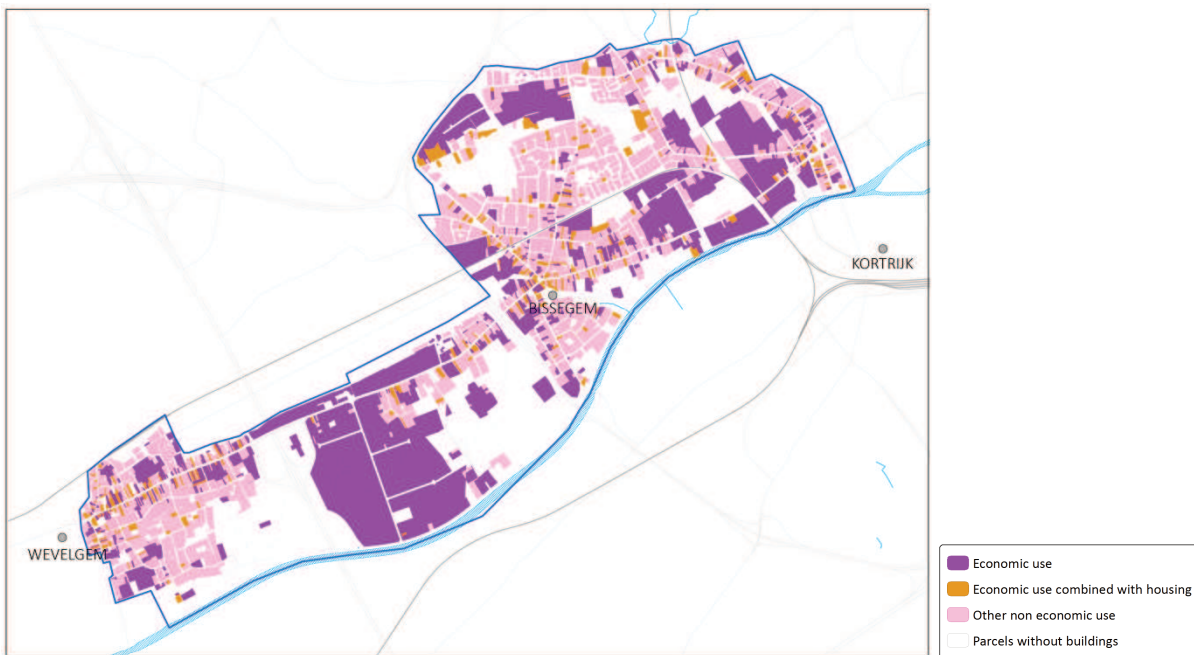 KORTRIJK
BISSEGEM
WEVELGEM
Economic use
Economic use combined with housing
Other non economic use
Parcels without buildings